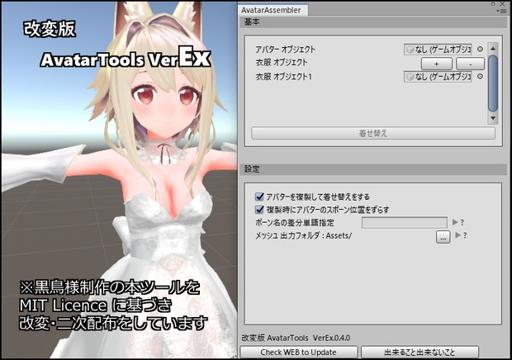 改変版
AvatarTools VerEx
※黒鳥様制作の本ツールを
MIT Licence に基づき
改変・二次配布をしています
AvatarAssembler
基本
アバター オブジェクト
なし (ゲームオブジェ
衣服 オブジェクト
+ -
衣服 オブジェクト1
なし (ゲームオブジェ
着せ替え
設定
アバターを複製して着せ替えをする
複製時にアバターのスポーン位置をずらす
ボーン名の差分単語指定
?
メッシュ 出力フォルダ : Assets/
... ?
改変版 AvatarTools VerEx.0.4.0
Check WEB to Update
出来ること出来ないこと